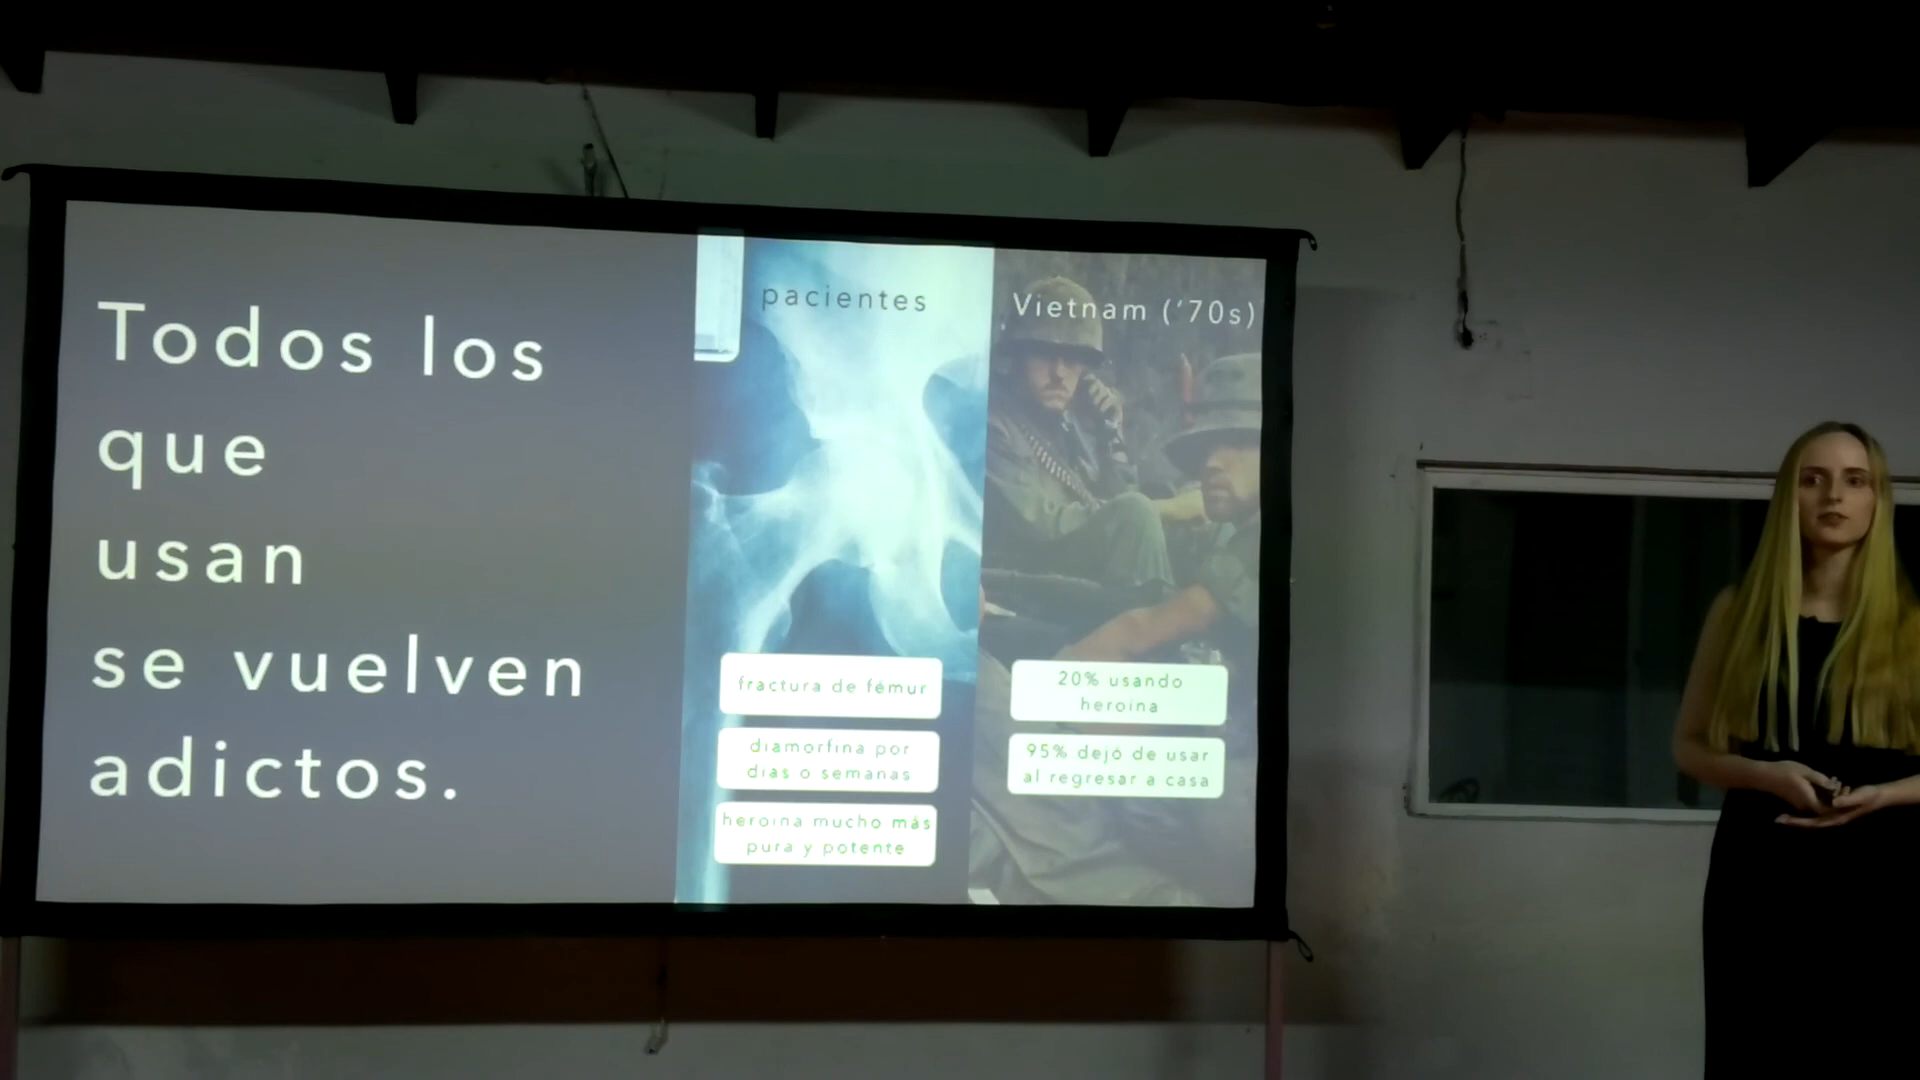 Todos los
que
usan
se vuelven
adictos.
pacientes
fractura de fémur
diamorfina por
días o semanas
heroína mucho más
pura y potente
Vietnam ('70s)
20% usando
heroína
95% dejó de usar
al regresar a casa